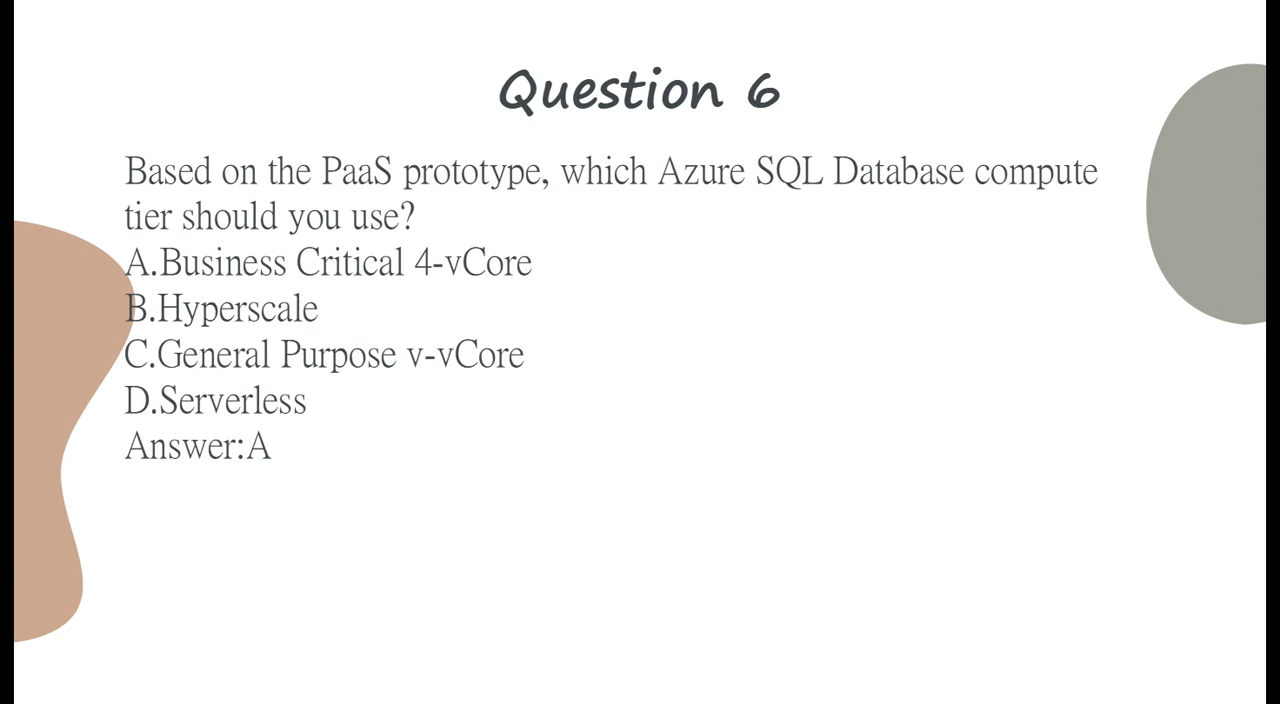 Question 6
Based on the PaaS prototype, which Azure SQL Database compute
tier should you use?
A.Business Critical 4-vCore
B.Hyperscale
C.General Purpose v-vCore
D.Serverless
Answer:A